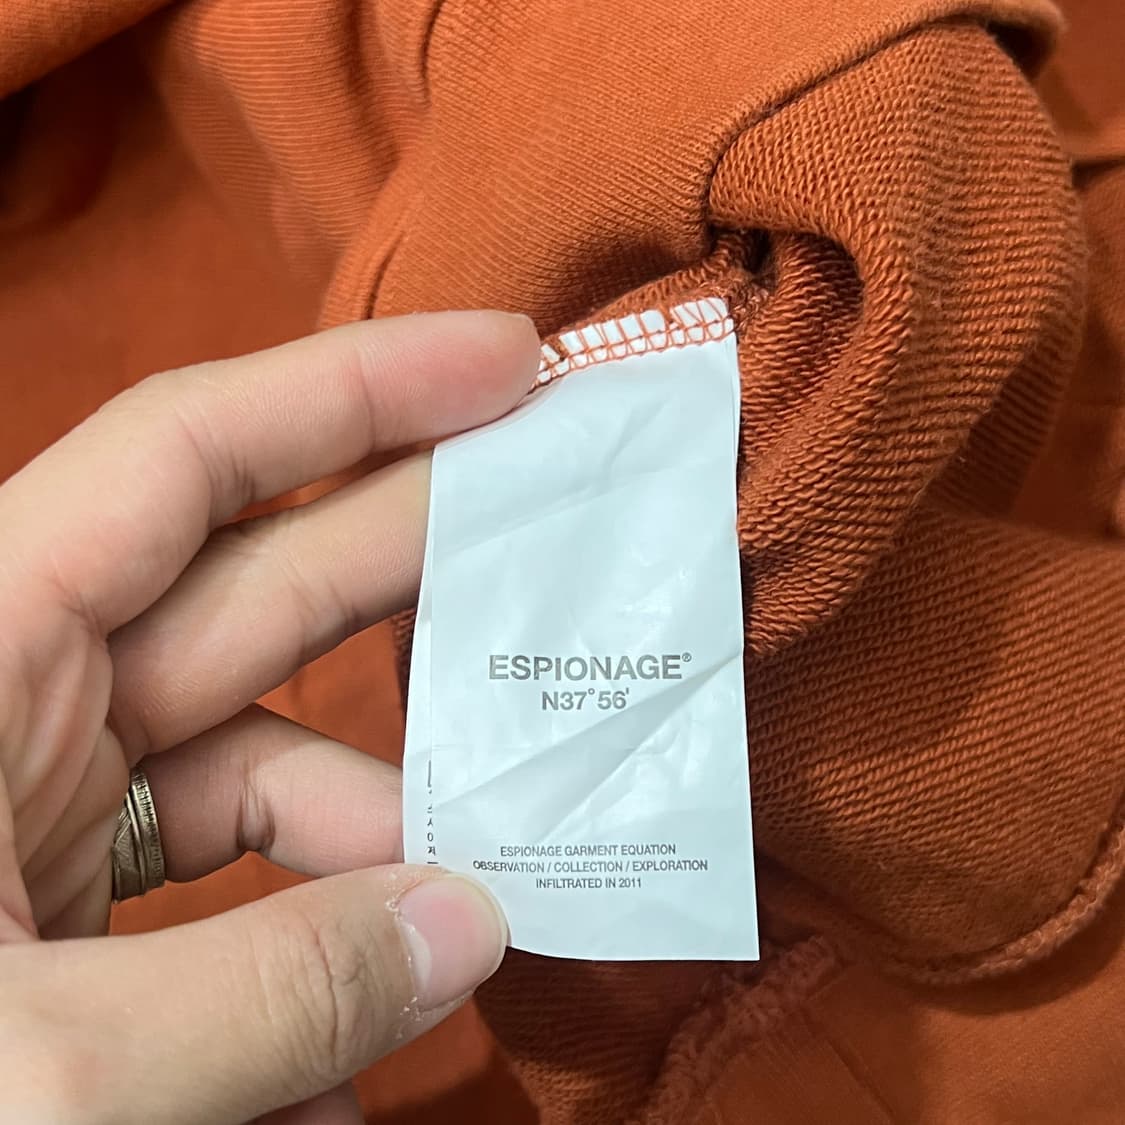 ESPIONAGE®
N37°56'
ESPIONAGE GARMENT EQUATION
OBSERVATION / COLLECTION / EXPLORATION
INFILTRATED IN 2011